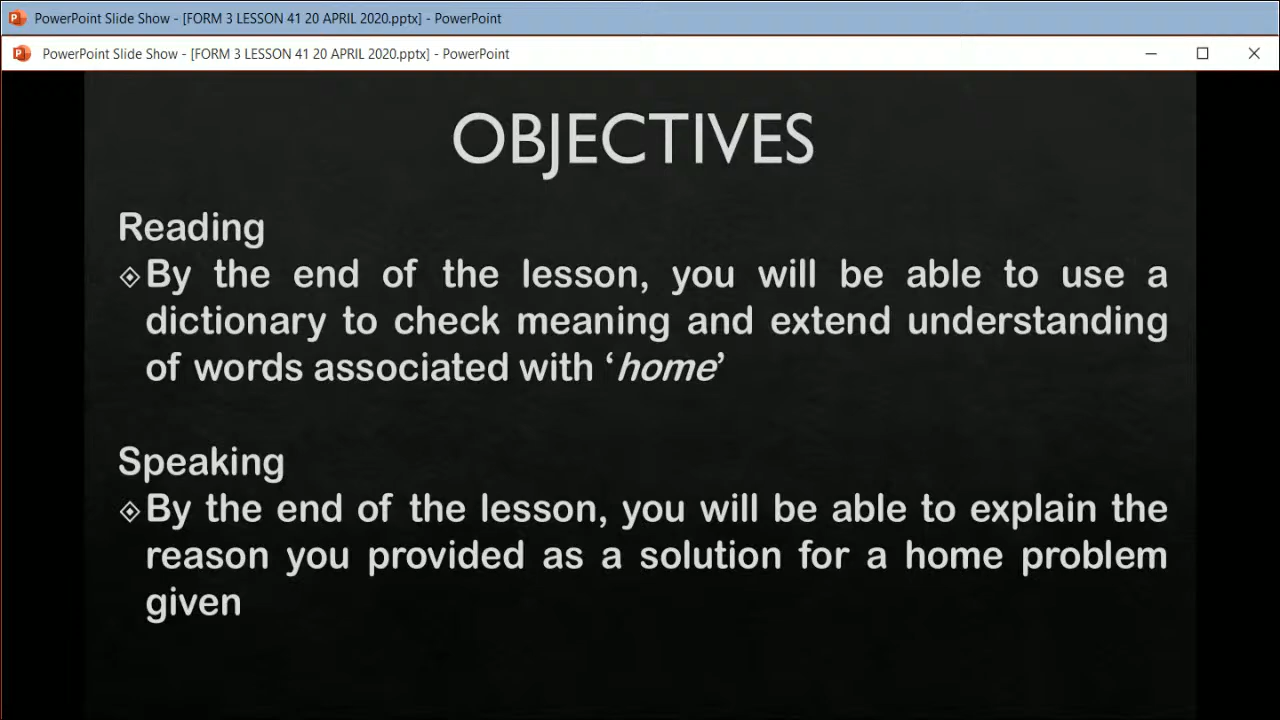 PowerPoint Slide Show - [FORM 3 LESSON 41 20 APRIL 2020.pptx] - PowerPoint
PowerPoint Slide Show - [FORM 3 LESSON 41 20 APRIL 2020.pptx] - PowerPoint
OBJECTIVES
Reading
By the end of the lesson, you will be able to use a
dictionary to check meaning and extend understanding
of words associated with ‘home’
Speaking
By the end of the lesson, you will be able to explain the
reason you provided as a solution for a home problem
given